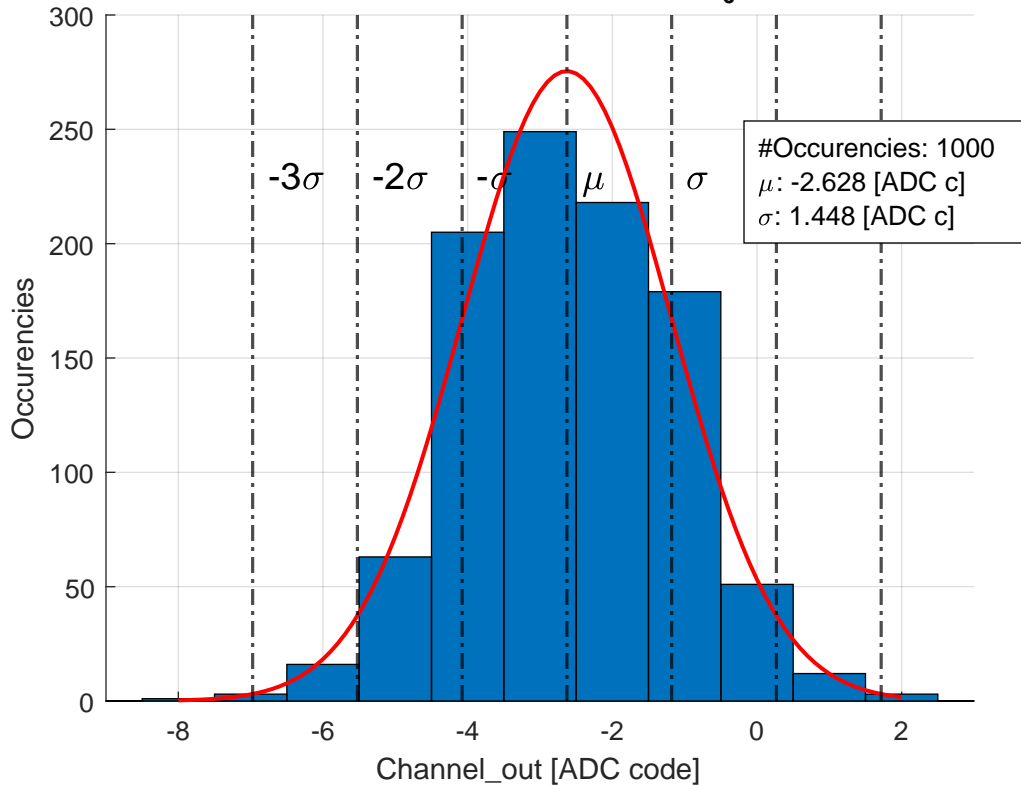 300
250
200
150
100
50
0
Occurencies
-3σ -2σ -σ μ σ
#Occurencies: 1000
μ: -2.628 [ADC c]
σ: 1.448 [ADC c]
-8 -6 -4 -2 0 2
Channel_out [ADC code]